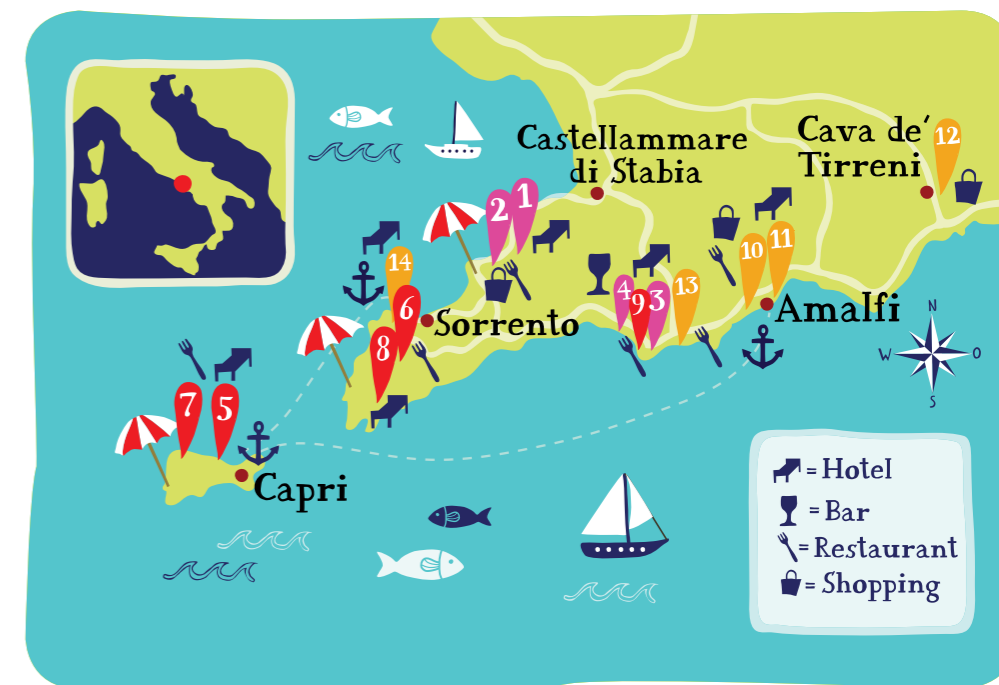 Castellammare
di Stabia
Cava de'
Tirreni
12
2
1
14
10
11
6
Sorrento
4
9
3
13
Amalfi
8
7
5
Capri
N
W
O
S
= Hotel
= Bar
= Restaurant
= Shopping